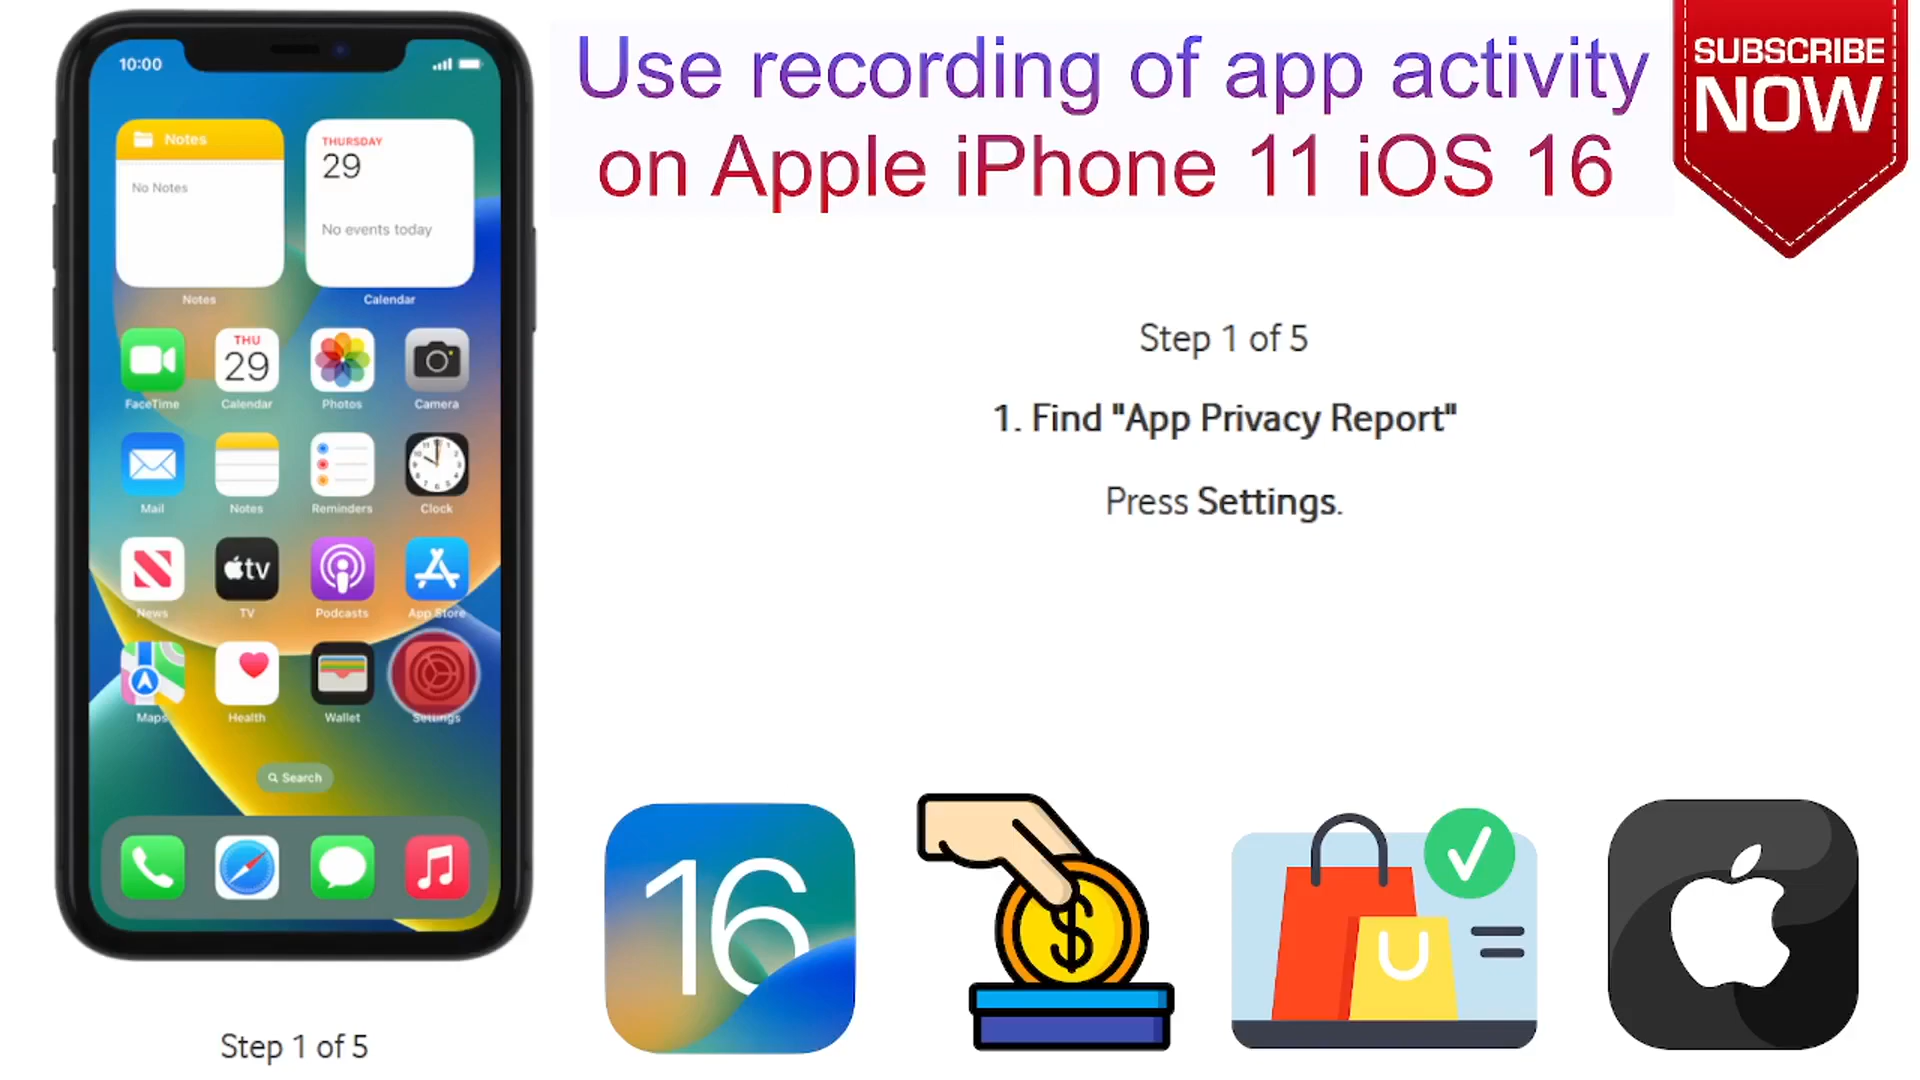 10:00
Notes
No Notes
Notes
THURSDAY
29
No events today
Calendar
FaceTime
THU
29
Calendar
Photos
Camera
Mail
Notes
Reminders
Clock
News
tv
TV
Podcasts
App Store
Maps
Health
Wallet
Settings
Search
Step 1 of 5
Use recording of app activity
on Apple iPhone 11 iOS 16
SUBSCRIBE
NOW
Step 1 of 5
1. Find "App Privacy Report"
Press Settings.
16
$